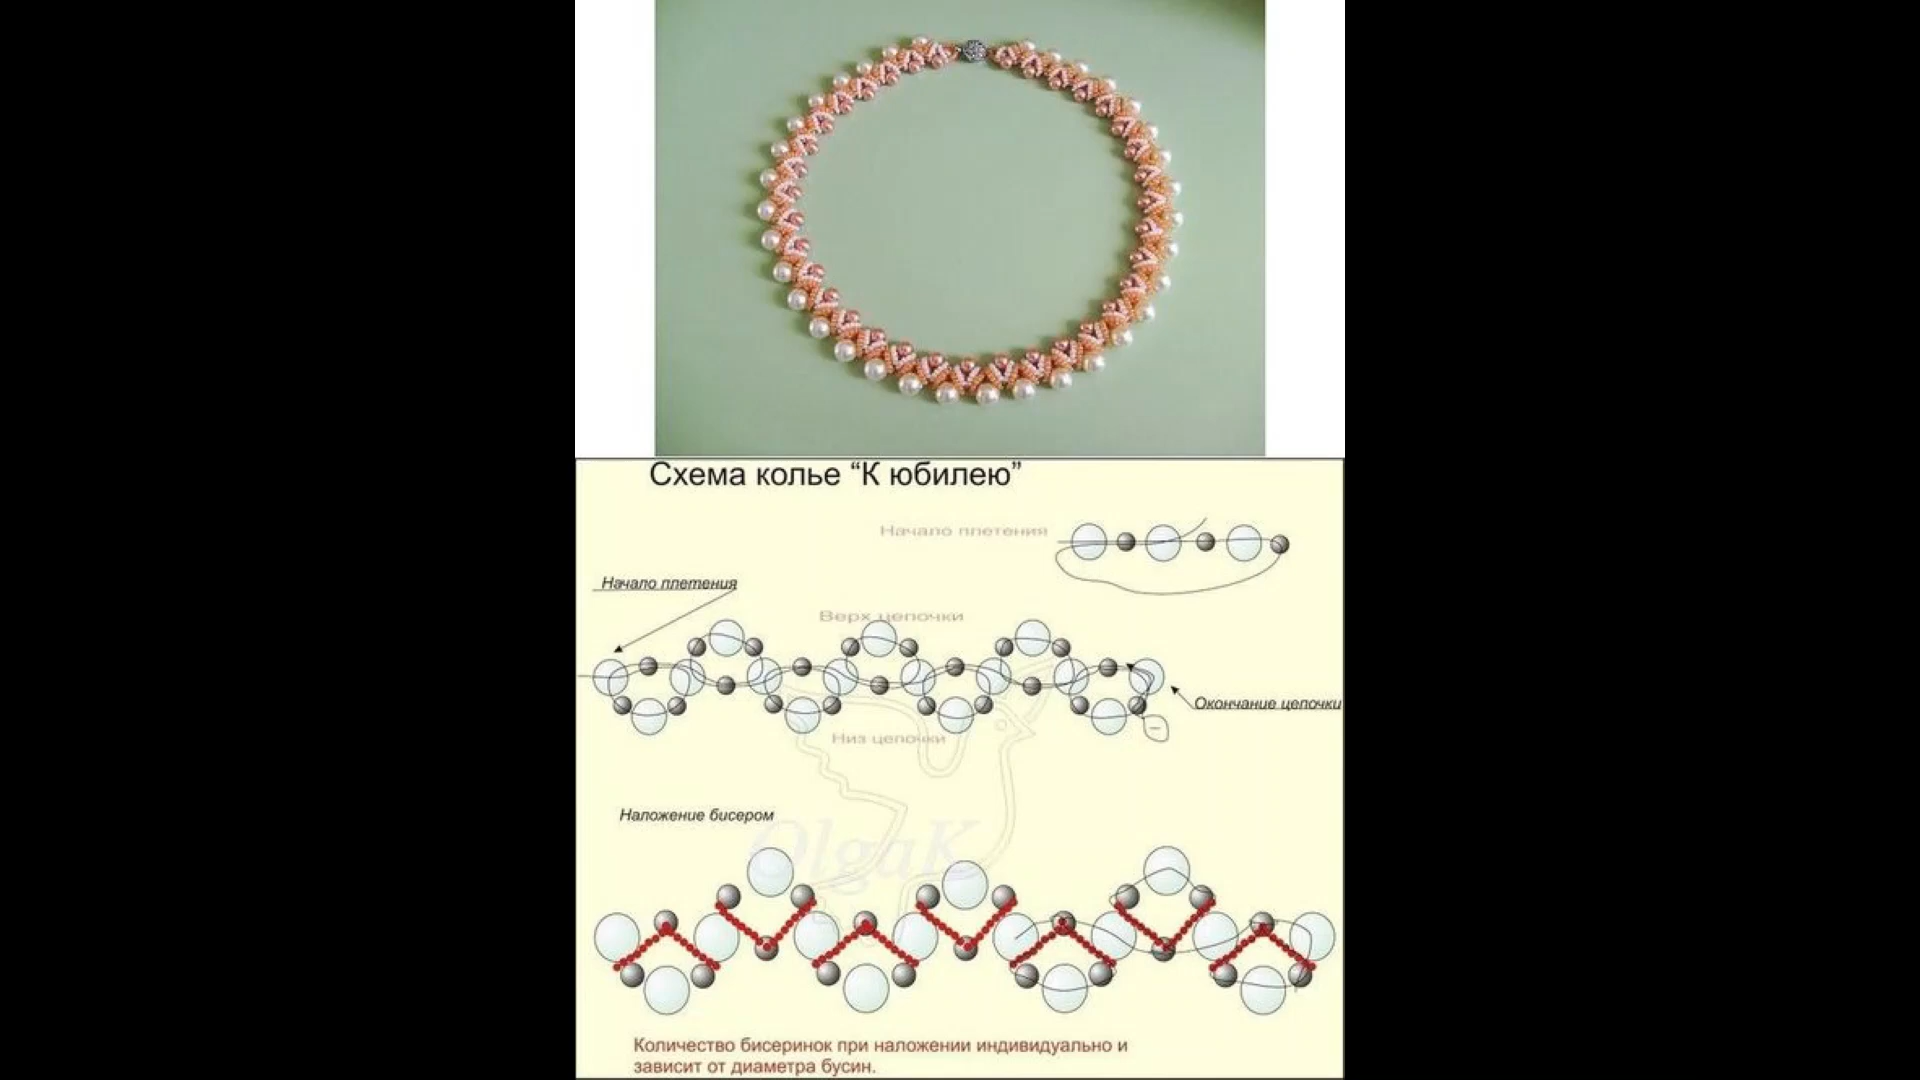 Схема колье “К юбилею”
Начало плетения
Начало плетения
Верх цепочки
Окончание цепочки
Низ цепочки
Наложение бисером
OlgaK
Количество бисеринок при наложении индивидуально и
зависит от диаметра бусин.